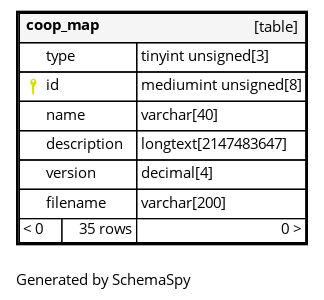 coop_map [table]
type tinyint unsigned[3]
id mediumint unsigned[8]
name varchar[40]
description longtext[2147483647]
version decimal[4]
filename varchar[200]
< 0 35 rows 0 >
Generated by SchemaSpy